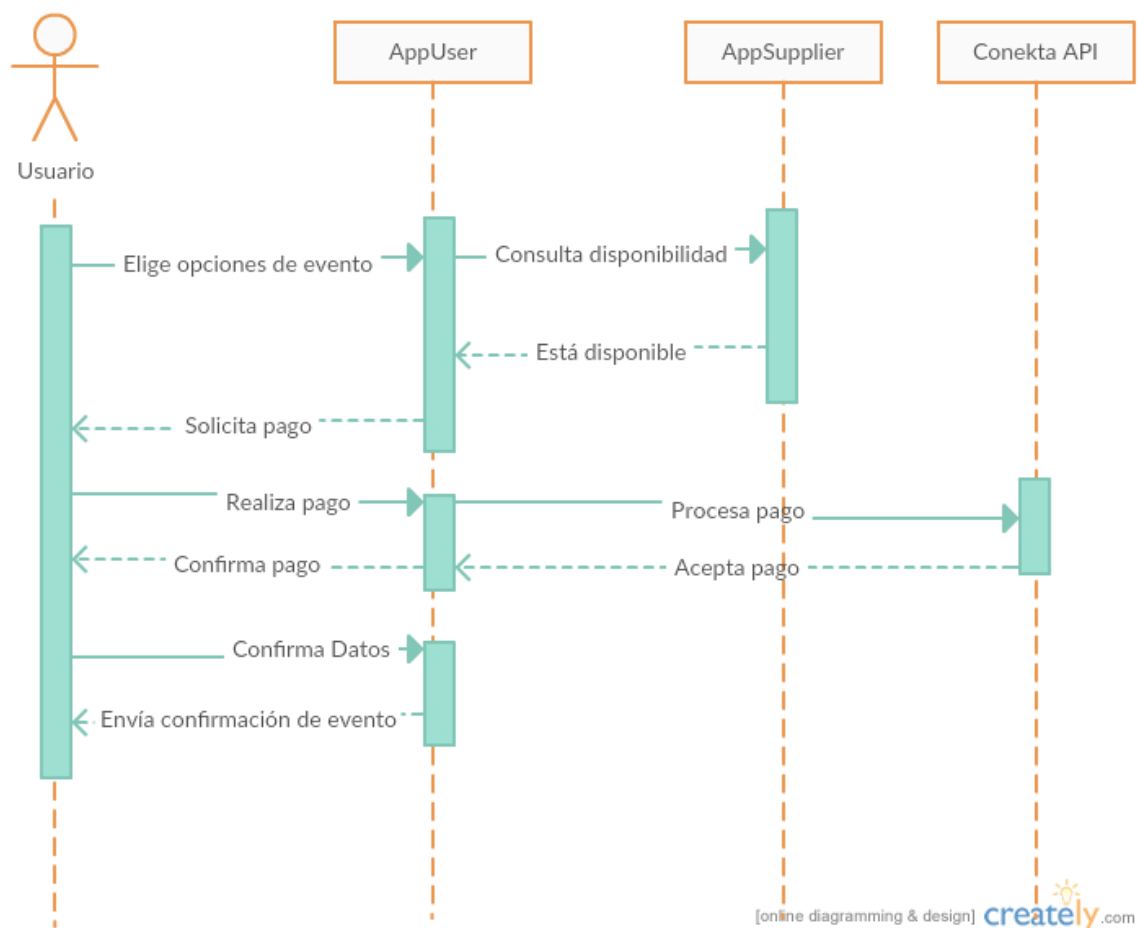 AppUser
AppSupplier
Conekta API
Usuario
Elige opciones de evento
Consulta disponibilidad
Está disponible
Solicita pago
Realiza pago
Procesa pago
Confirma pago
Acepta pago
Confirma Datos
Envía confirmación de evento
[online diagramming & design] creately.com